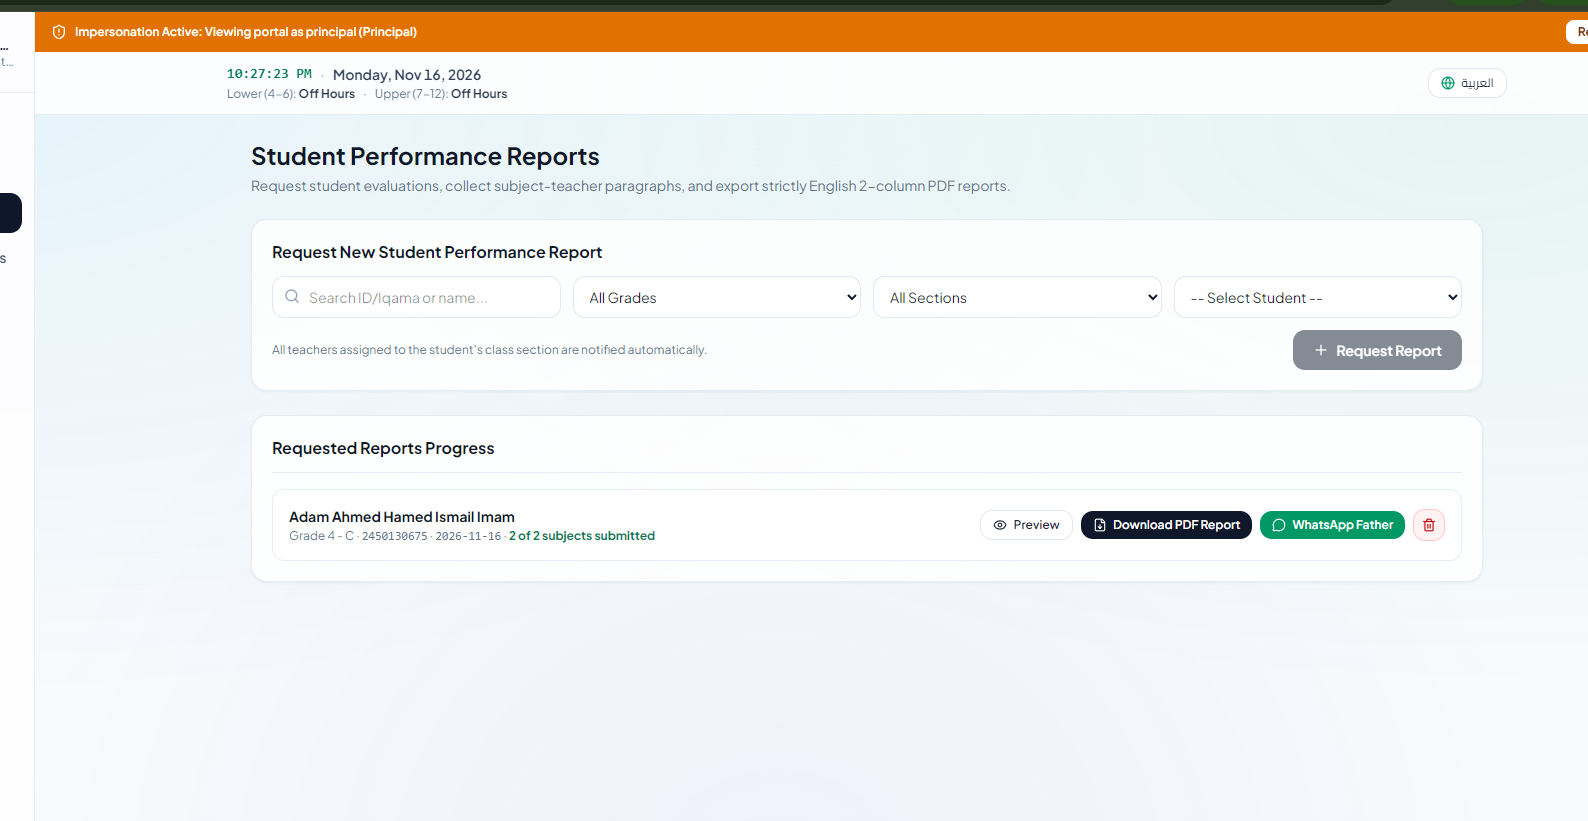 Impersonation Active: Viewing portal as principal (Principal)
10:27:23 PM · Monday, Nov 16, 2026
Lower (4–6): Off Hours · Upper (7–12): Off Hours
العربية
Student Performance Reports
Request student evaluations, collect subject-teacher paragraphs, and export strictly English 2-column PDF reports.
Request New Student Performance Report
Search ID/Iqama or name...
All Grades
All Sections
-- Select Student --
All teachers assigned to the student's class section are notified automatically.
+ Request Report
Requested Reports Progress
Adam Ahmed Hamed Ismail Imam
Grade 4 - C · 2450130675 · 2026-11-16 · 2 of 2 subjects submitted
Preview
Download PDF Report
WhatsApp Father